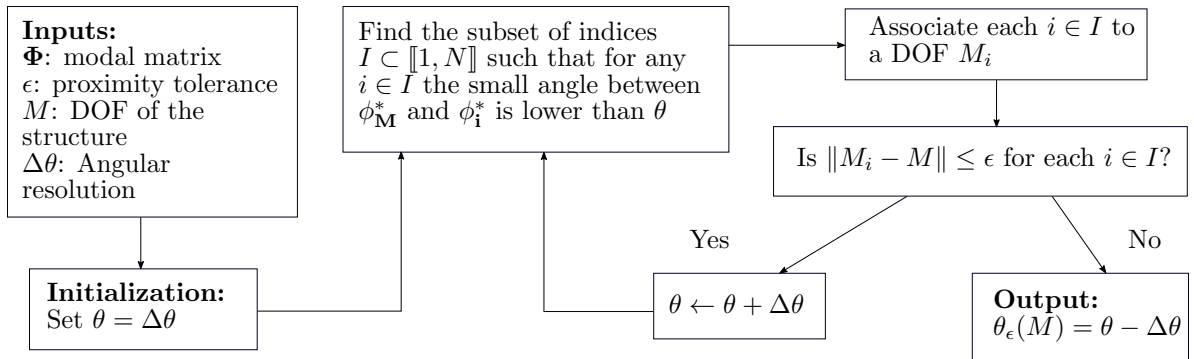 Inputs:
Φ: modal matrix
ϵ: proximity tolerance
M: DOF of the
structure
Δθ: Angular
resolution
Initialization:
Set θ = Δθ
Find the subset of indices
I ⊂ ⟦1, N⟧ such that for any
i ∈ I the small angle between
ϕ*_M and ϕ*_i is lower than θ
Associate each i ∈ I to
a DOF M_i
Is ‖M_i − M‖ ≤ ϵ for each i ∈ I?
Yes
No
θ ← θ + Δθ
Output:
θ_ϵ(M) = θ − Δθ